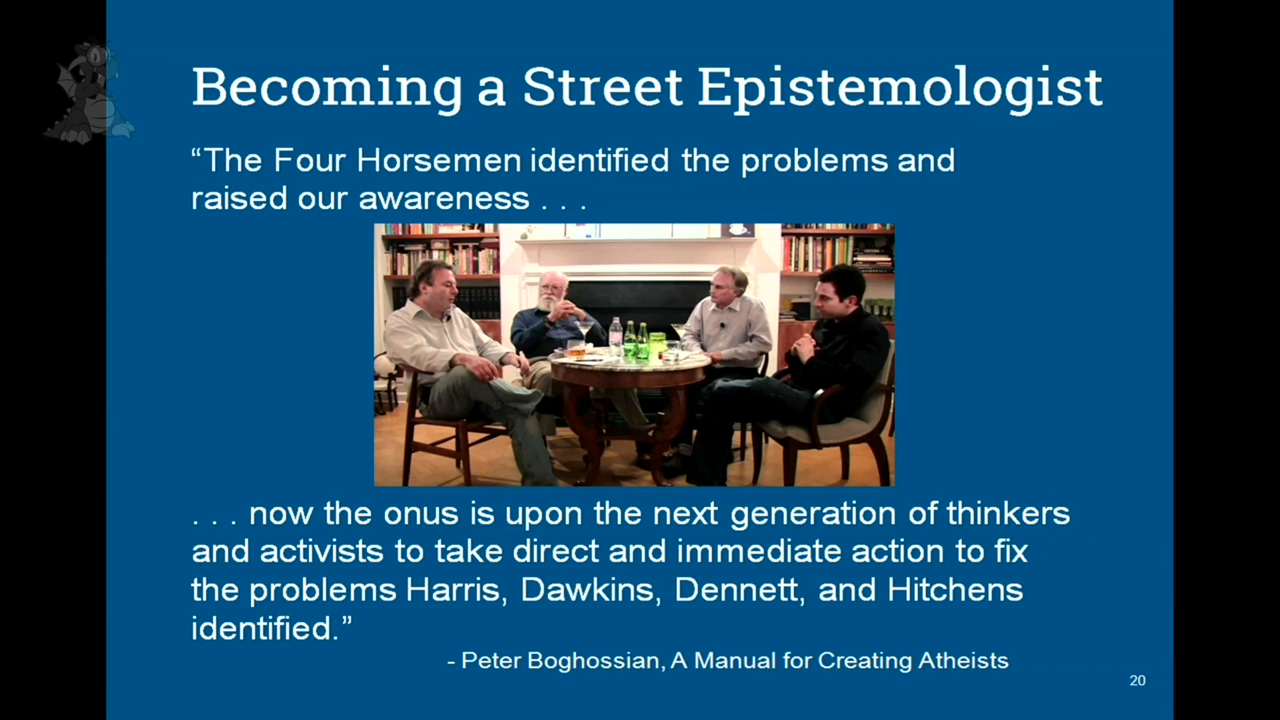 Becoming a Street Epistemologist
“The Four Horsemen identified the problems and
raised our awareness . . .
. . . now the onus is upon the next generation of thinkers
and activists to take direct and immediate action to fix
the problems Harris, Dawkins, Dennett, and Hitchens
identified.”
- Peter Boghossian, A Manual for Creating Atheists
20